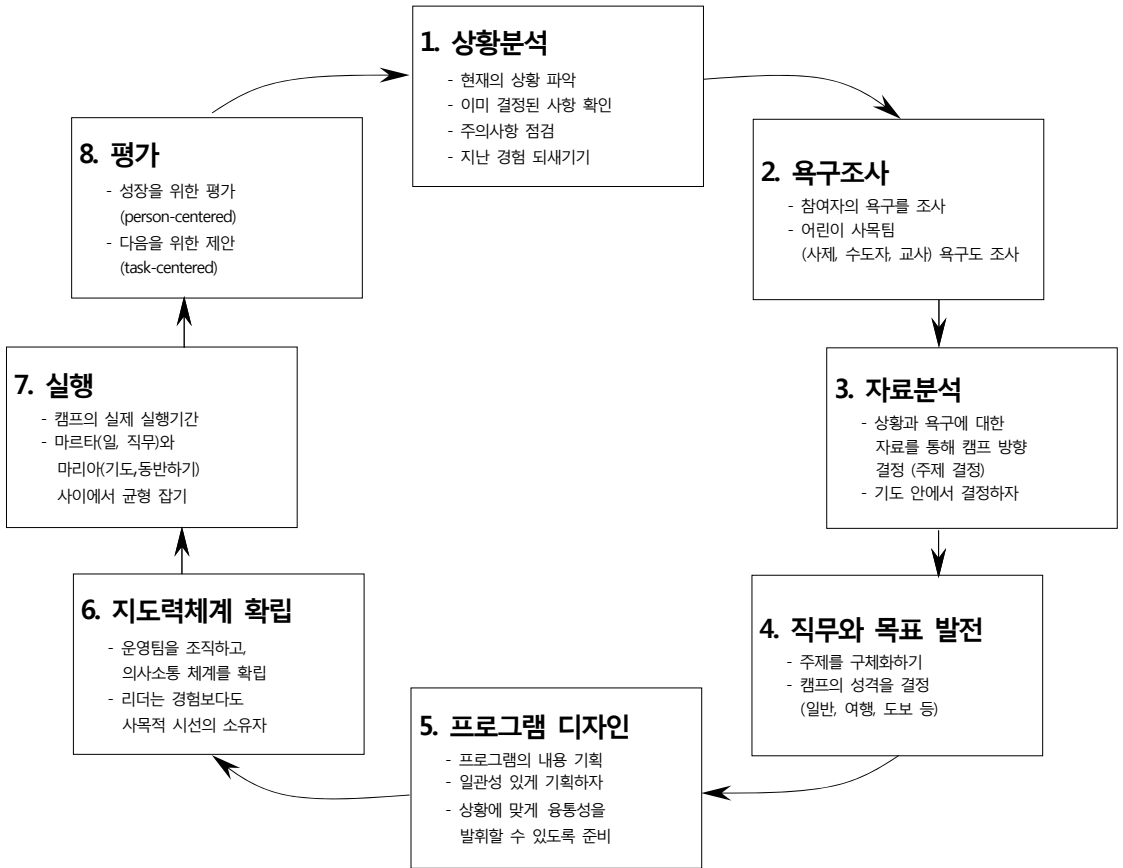 1. 상황분석
- 현재의 상황 파악
- 이미 결정된 사항 확인
- 주의사항 점검
- 지난 경험 되새기기
2. 욕구조사
- 참여자의 욕구를 조사
- 어린이 사목팀
(사제, 수도자, 교사) 욕구도 조사
3. 자료분석
- 상황과 욕구에 대한
자료를 통해 캠프 방향
결정 (주제 결정)
- 기도 안에서 결정하자
4. 직무와 목표 발전
- 주제를 구체화하기
- 캠프의 성격을 결정
(일반, 여행, 도보 등)
5. 프로그램 디자인
- 프로그램의 내용 기획
- 일관성 있게 기획하자
- 상황에 맞게 융통성을
발휘할 수 있도록 준비
6. 지도력체계 확립
- 운영팀을 조직하고,
의사소통 체계를 확립
- 리더는 경험보다도
사목적 시선의 소유자
7. 실행
- 캠프의 실제 실행기간
- 마르타(일, 직무)와
마리아(기도,동반하기)
사이에서 균형 잡기
8. 평가
- 성장을 위한 평가
(person-centered)
- 다음을 위한 제안
(task-centered)